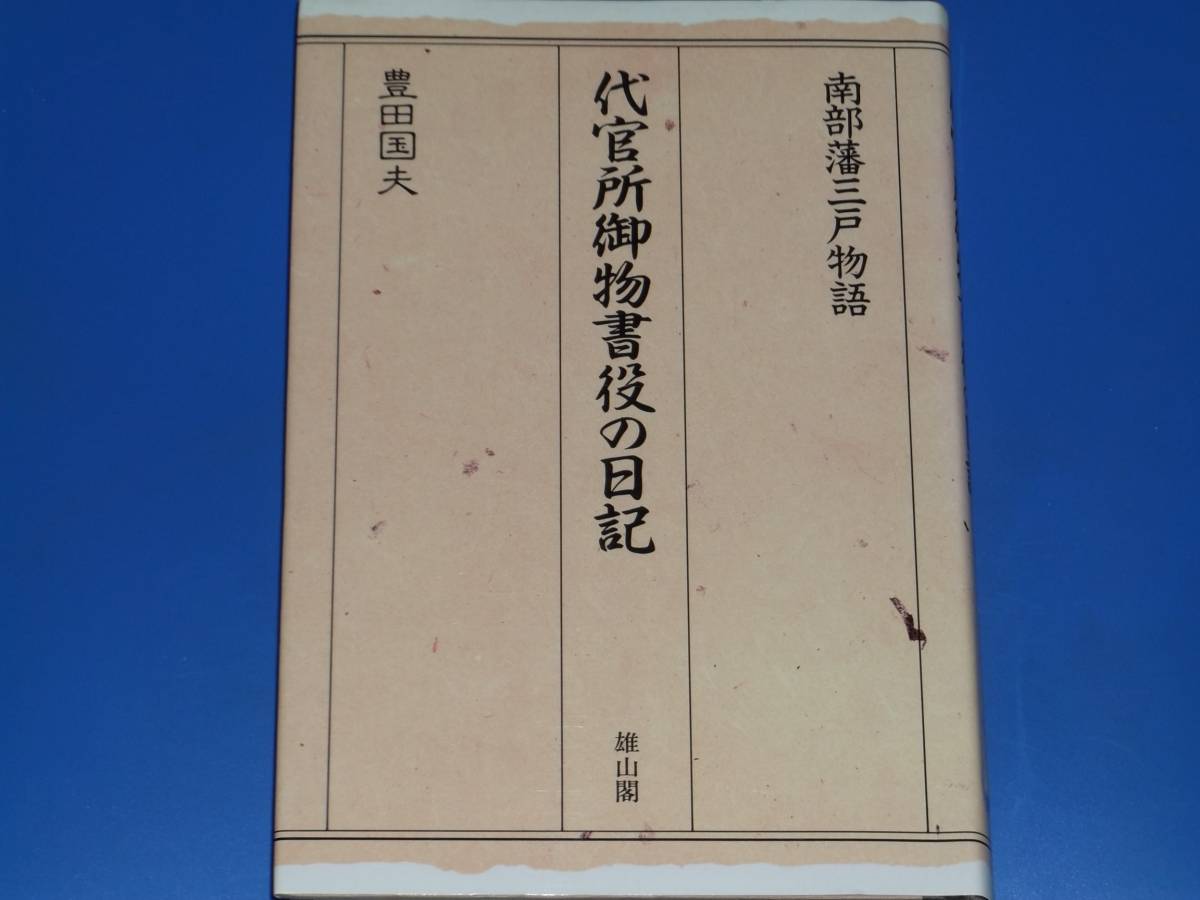 南部藩三戸物語
代官所御物書役の日記
雄山閣
豊田国夫